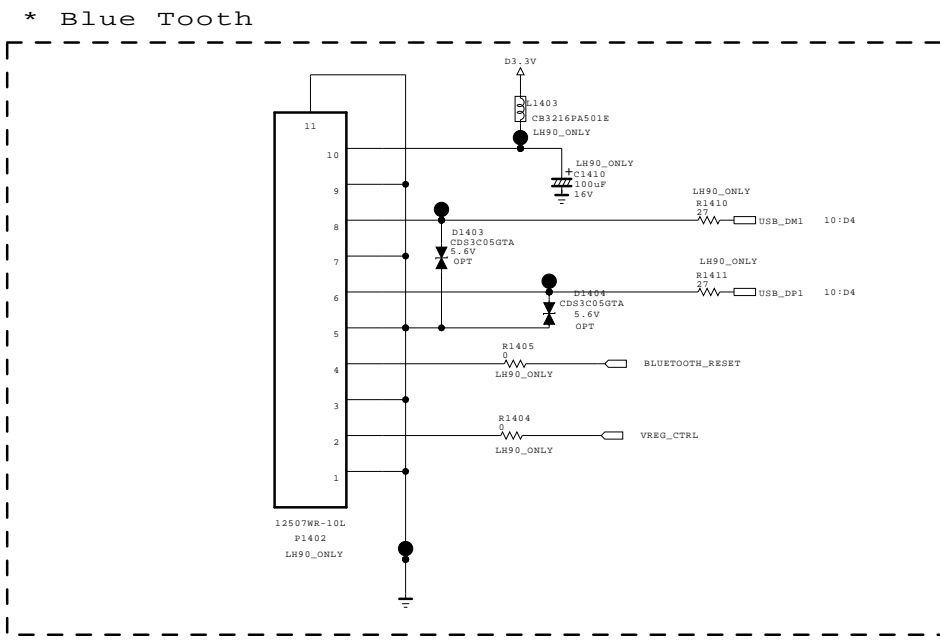 * Blue Tooth
D3.3V
L1403
CB3216PA501E
LH90_ONLY
11
10
LH90_ONLY
+
C1410
100uF
16V
9
LH90_ONLY
R1410
27
USB_DM1 10:D4
8
D1403
CDS3C05GTA
5.6V
OPT
7
LH90_ONLY
R1411
27
USB_DP1 10:D4
6
D1404
CDS3C05GTA
5.6V
OPT
5
R1405
0
LH90_ONLY
BLUETOOTH_RESET
4
3
R1404
0
LH90_ONLY
VREG_CTRL
2
1
12507WR-10L
P1402
LH90_ONLY